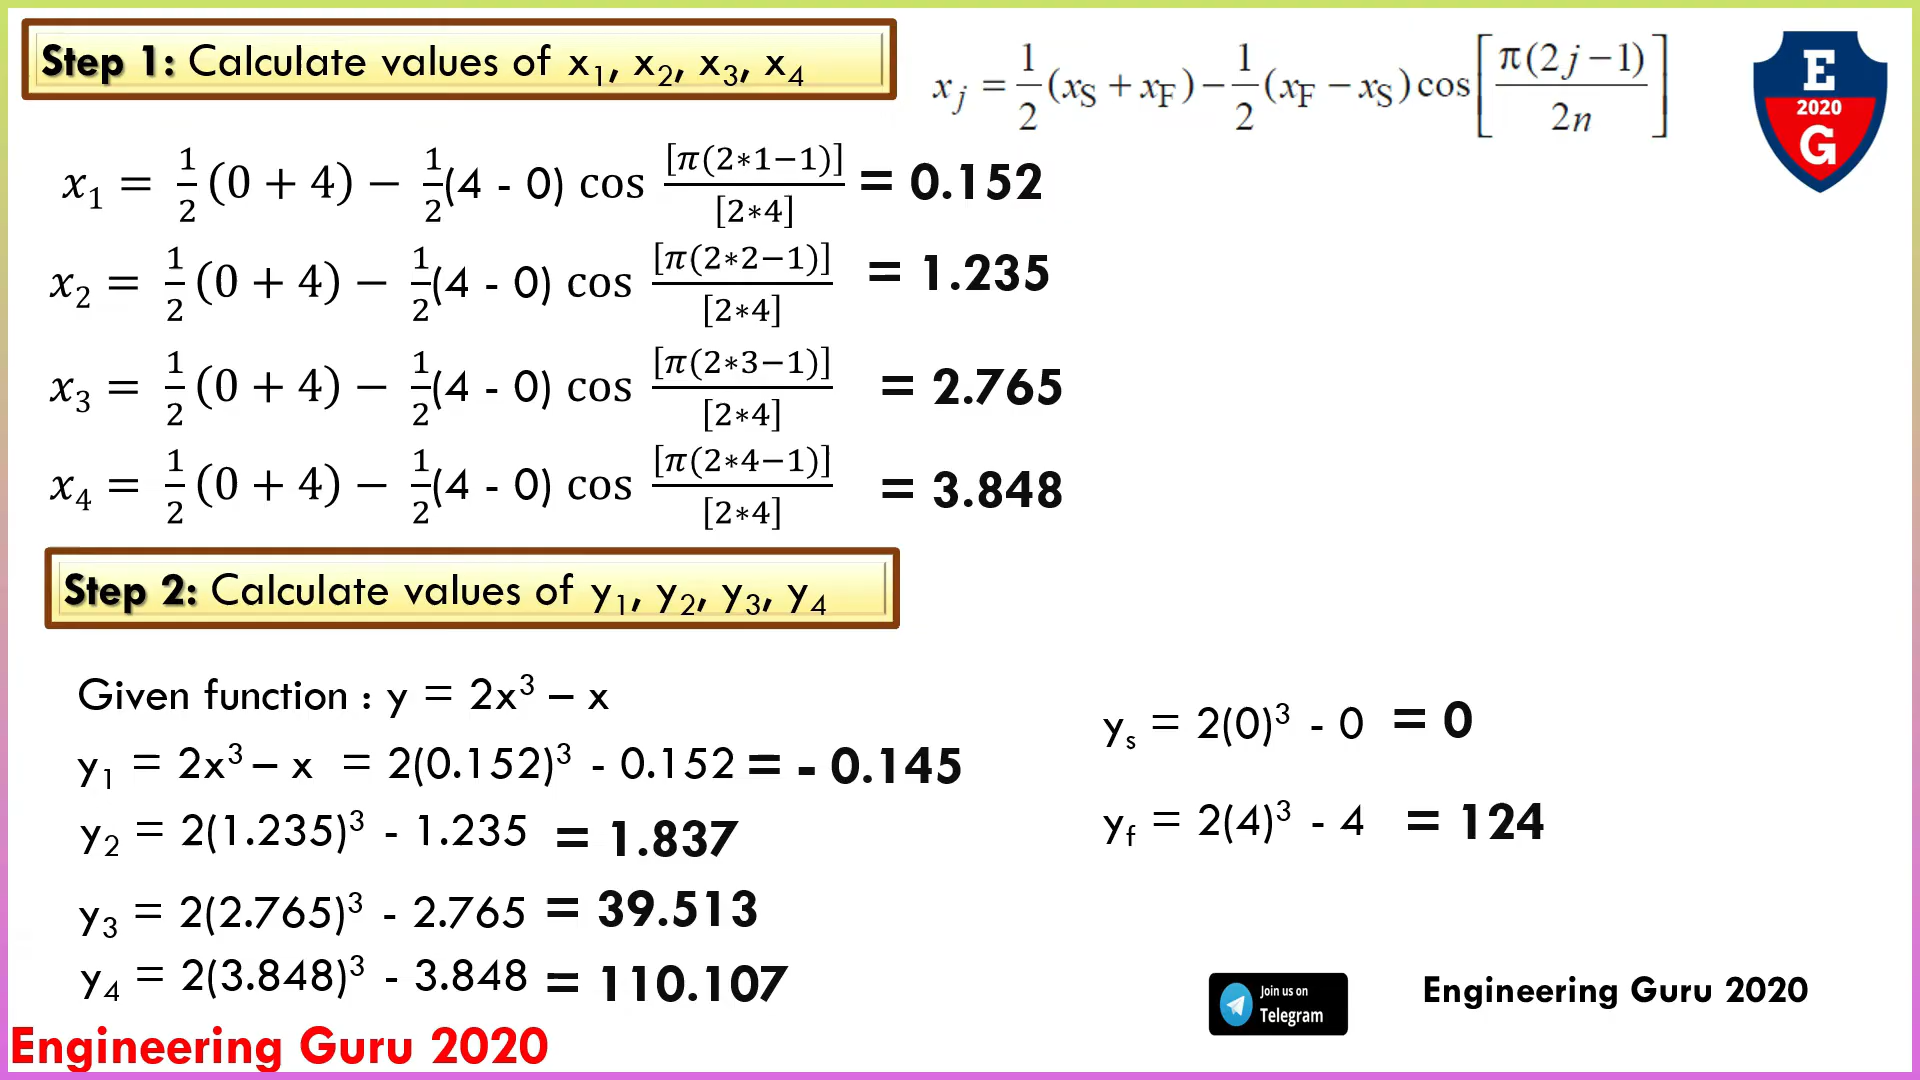 Step 1: Calculate values of x₁, x₂, x₃, x₄
x_j = 1/2 (x_S + x_F) − 1/2 (x_F − x_S) cos [π(2j − 1) / 2n]
E
2020
G
x₁ = 1/2 (0 + 4) − 1/2 (4 - 0) cos [π(2∗1−1)] / [2∗4] = 0.152
x₂ = 1/2 (0 + 4) − 1/2 (4 - 0) cos [π(2∗2−1)] / [2∗4] = 1.235
x₃ = 1/2 (0 + 4) − 1/2 (4 - 0) cos [π(2∗3−1)] / [2∗4] = 2.765
x₄ = 1/2 (0 + 4) − 1/2 (4 - 0) cos [π(2∗4−1)] / [2∗4] = 3.848
Step 2: Calculate values of y₁, y₂, y₃, y₄
Given function : y = 2x³ – x
y₁ = 2x³ – x = 2(0.152)³ - 0.152 = - 0.145
y₂ = 2(1.235)³ - 1.235 = 1.837
y₃ = 2(2.765)³ - 2.765 = 39.513
y₄ = 2(3.848)³ - 3.848 = 110.107
y_s = 2(0)³ - 0 = 0
y_f = 2(4)³ - 4 = 124
Join us on
Telegram
Engineering Guru 2020
Engineering Guru 2020